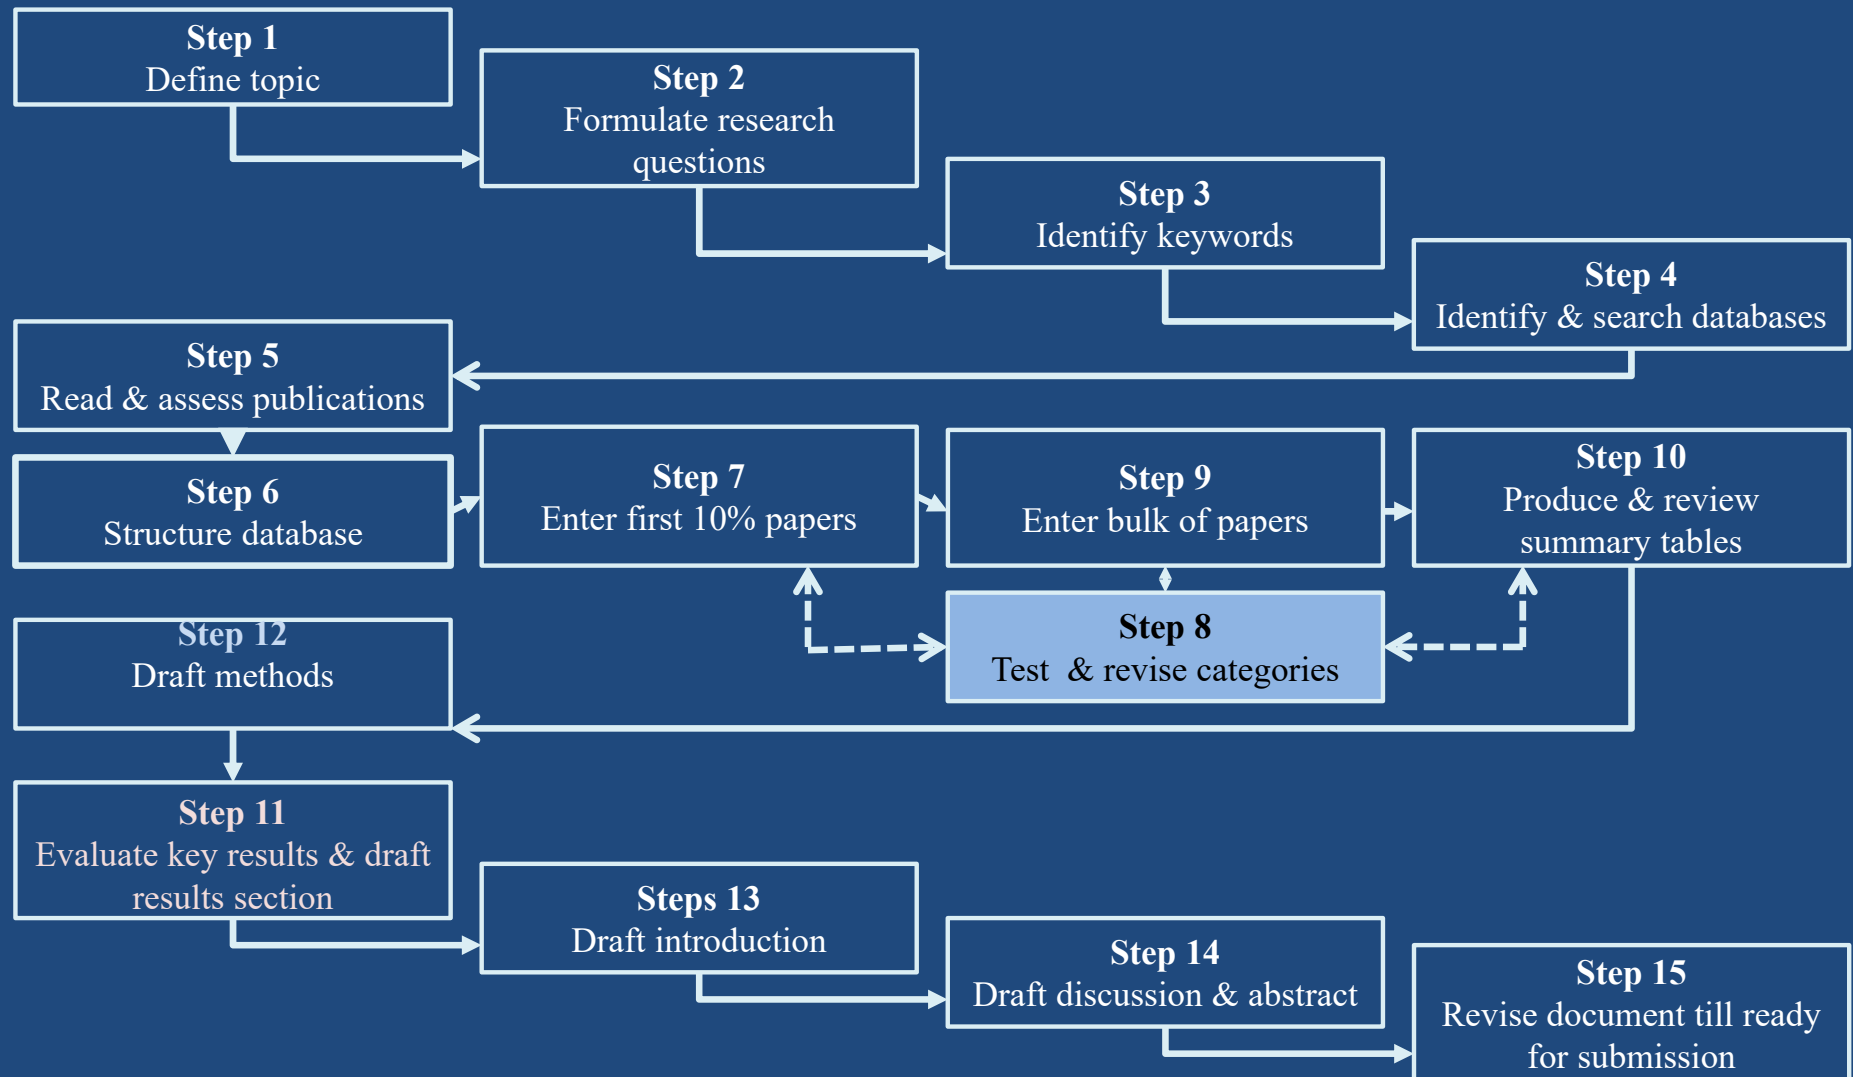 Step 1
Define topic
Step 2
Formulate research
questions
Step 3
Identify keywords
Step 4
Identify & search databases
Step 5
Read & assess publications
Step 6
Structure database
Step 7
Enter first 10% papers
Step 9
Enter bulk of papers
Step 10
Produce & review
summary tables
Step 8
Test & revise categories
Step 12
Draft methods
Step 11
Evaluate key results & draft
results section
Steps 13
Draft introduction
Step 14
Draft discussion & abstract
Step 15
Revise document till ready
for submission